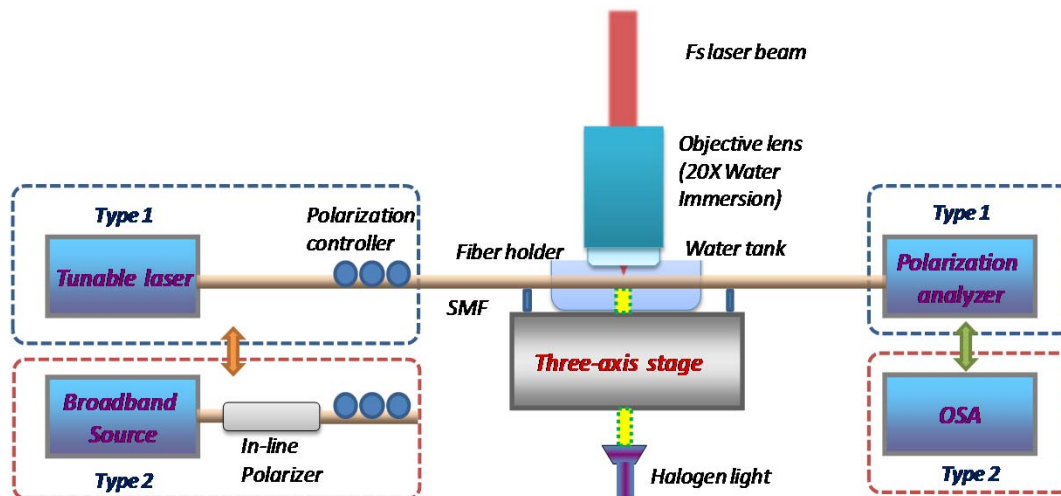 Fs laser beam
Objective lens
(20X Water
Immersion)
Type 1
Polarization
controller
Tunable laser
Fiber holder
Water tank
Type 1
Polarization
analyzer
SMF
Three-axis stage
Broadband
Source
In-line
Polarizer
Type 2
Halogen light
OSA
Type 2